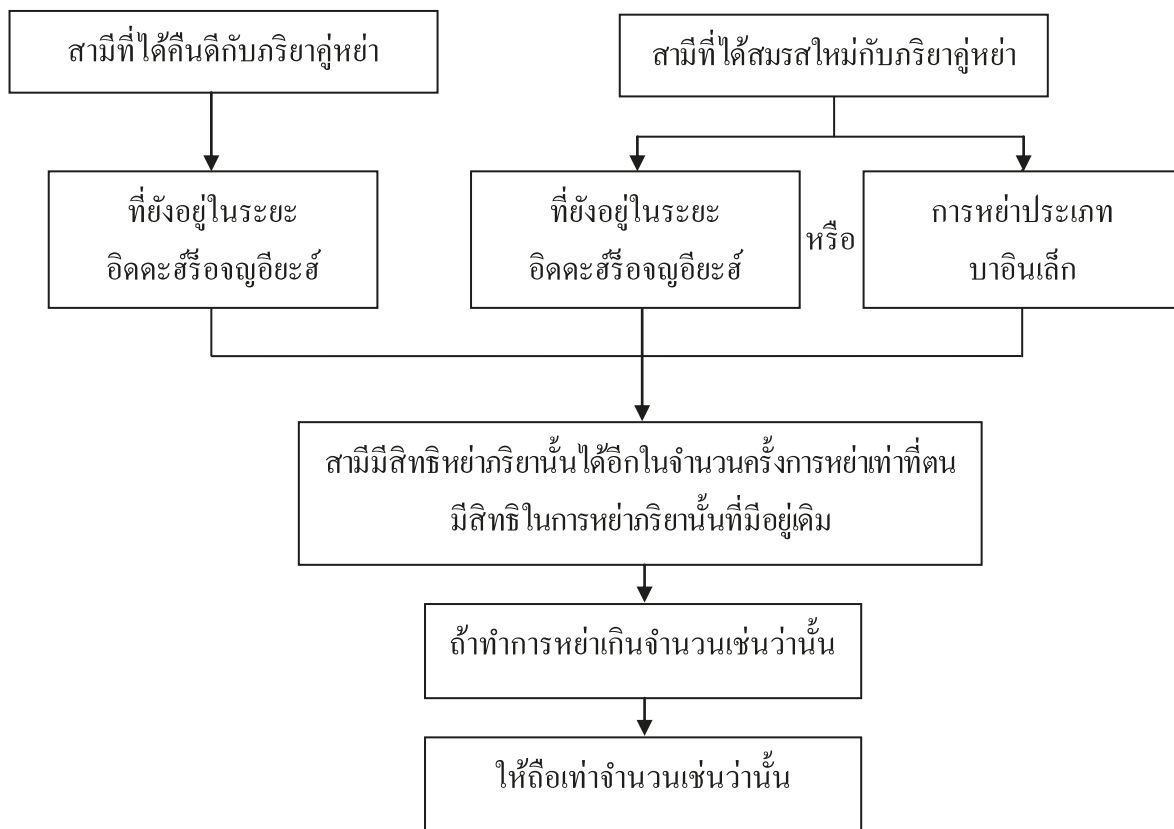 สามีที่ได้คืนดีกับภริยาคู่หย่า
สามีที่ได้สมรสใหม่กับภริยาคู่หย่า
ที่ยังอยู่ในระยะ
อิดดะฮ์ร็อจญอียะฮ์
ที่ยังอยู่ในระยะ
อิดดะฮ์ร็อจญอียะฮ์
หรือ
การหย่าประเภท
บาอินเล็ก
สามีมีสิทธิหย่าภริยานั้นได้อีกในจำนวนครั้งการหย่าเท่าที่ตน
มีสิทธิในการหย่าภริยานั้นที่มีอยู่เดิม
ถ้าทำการหย่าเกินจำนวนเช่นว่านั้น
ให้ถือเท่าจำนวนเช่นว่านั้น